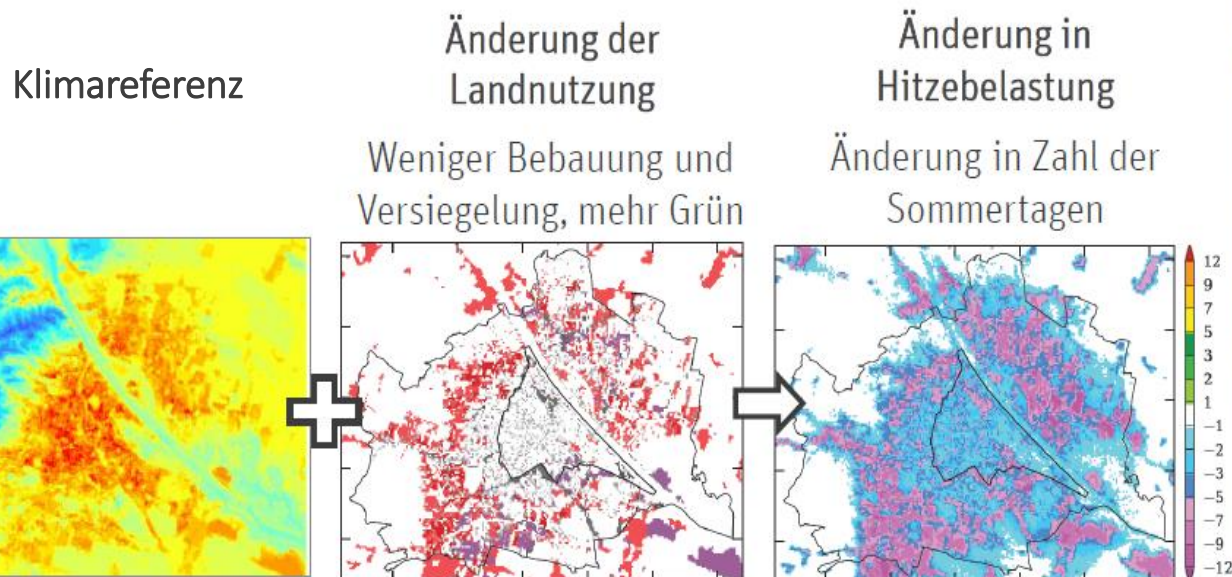 Klimareferenz
Änderung der
Landnutzung
Weniger Bebauung und
Versiegelung, mehr Grün
Änderung in
Hitzebelastung
Änderung in Zahl der
Sommertagen
12
9
7
5
3
2
1
−1
−2
−3
−5
−7
−9
−12